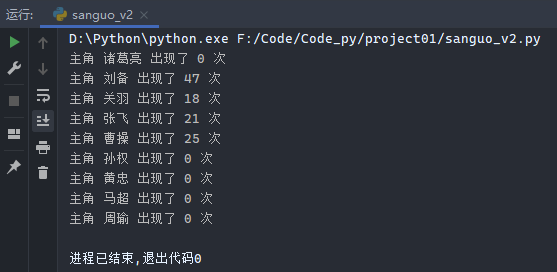 运行: sanguo_v2
D:\Python\python.exe F:/Code/Code_py/project01/sanguo_v2.py
主角 诸葛亮 出现了 0 次
主角 刘备 出现了 47 次
主角 关羽 出现了 18 次
主角 张飞 出现了 21 次
主角 曹操 出现了 25 次
主角 孙权 出现了 0 次
主角 黄忠 出现了 0 次
主角 马超 出现了 0 次
主角 周瑜 出现了 0 次
进程已结束,退出代码0